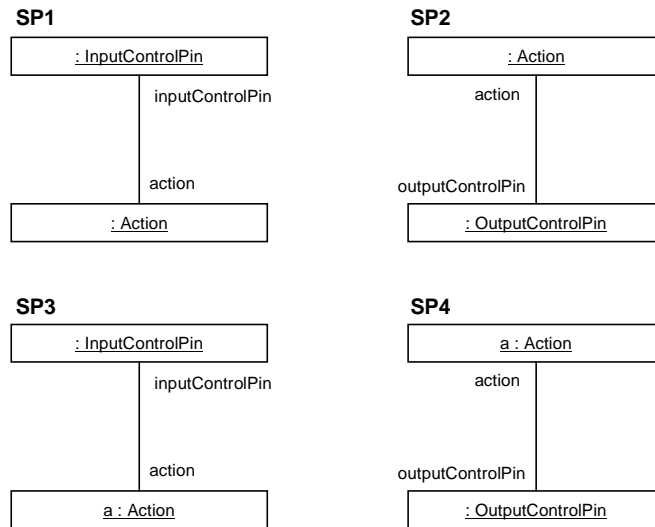 SP1
: InputControlPin
inputControlPin
action
: Action
SP2
: Action
action
outputControlPin
: OutputControlPin
SP3
: InputControlPin
inputControlPin
action
a : Action
SP4
a : Action
action
outputControlPin
: OutputControlPin